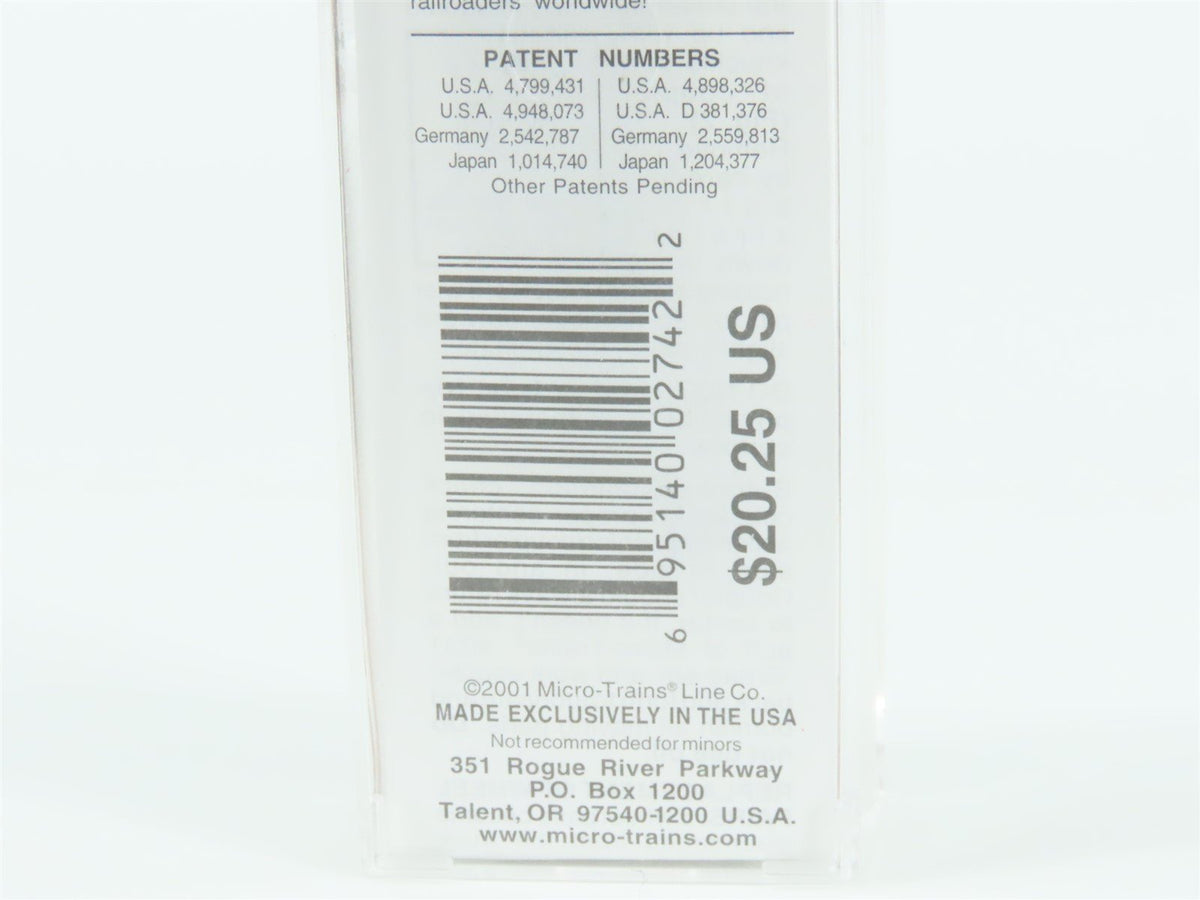 railroaders worldwide!
PATENT NUMBERS
U.S.A. 4,799,431 U.S.A. 4,898,326
U.S.A. 4,948,073 U.S.A. D 381,376
Germany 2,542,787 Germany 2,559,813
Japan 1,014,740 Japan 1,204,377
Other Patents Pending
6 95140 02742 2
$20.25 US
©2001 Micro-Trains® Line Co.
MADE EXCLUSIVELY IN THE USA
Not recommended for minors
351 Rogue River Parkway
P.O. Box 1200
Talent, OR 97540-1200 U.S.A.
www.micro-trains.com